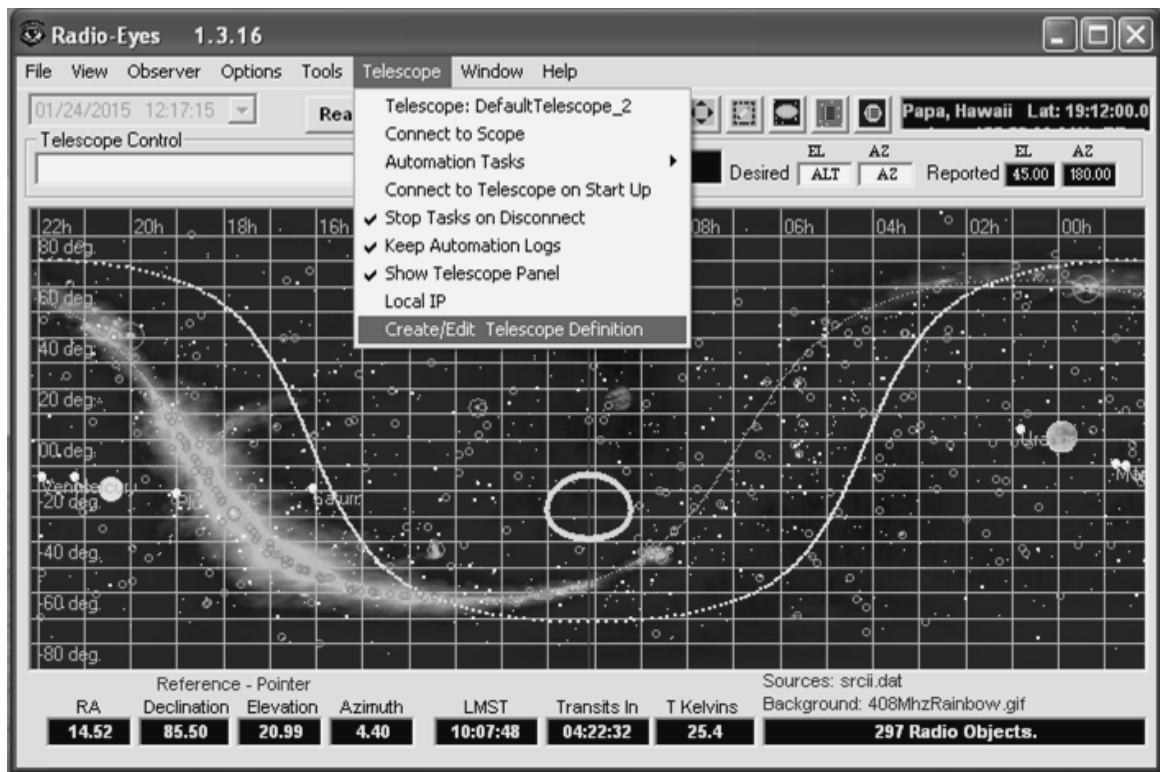 Radio-Eyes 1.3.16
File View Observer Options Tools Telescope Window Help
01/24/2015 12:17:15
Rea
Papa, Hawaii Lat: 19:12:00.0
Telescope: DefaultTelescope_2
Connect to Scope
Automation Tasks
Connect to Telescope on Start Up
Stop Tasks on Disconnect
Keep Automation Logs
Show Telescope Panel
Local IP
Create/Edit Telescope Definition
Telescope Control
EL AZ EL AZ
Desired ALT AZ Reported 45.00 180.00
22h 20h 18h 16h 08h 06h 04h 02h 00h
80 deg.
60 deg.
40 deg.
20 deg.
00 deg.
-20 deg.
-40 deg.
-60 deg.
-80 deg.
Saturn
Reference - Pointer
RA Declination Elevation Azimuth LMST Transits In T Kelvins
14.52 85.50 20.99 4.40 10:07:48 04:22:32 25.4
Sources: srcii.dat
Background: 408MhzRainbow.gif
297 Radio Objects.